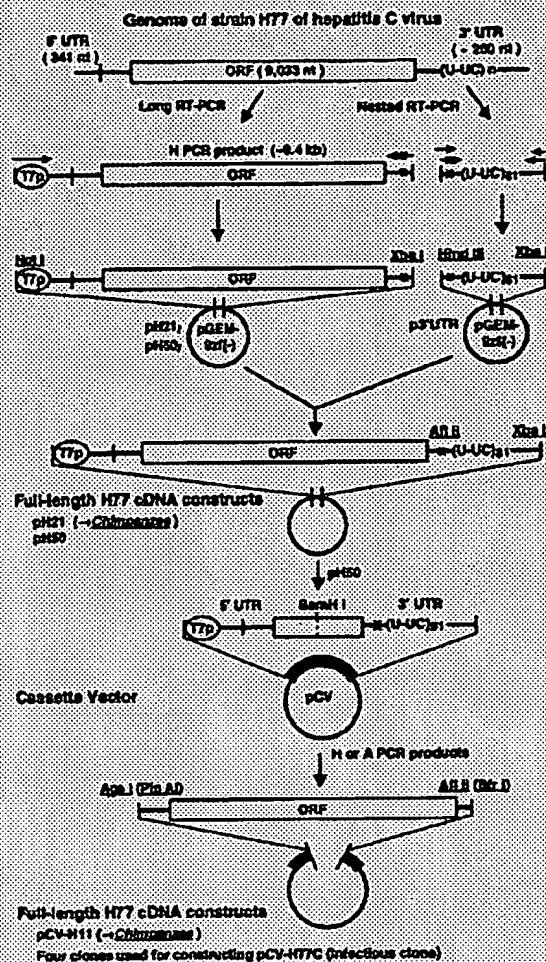 Genome of strain H77 of hepatitis C virus
5' UTR
(341 nt)
3' UTR
(~ 200 nt)
ORF (9,033 nt)
(U-UC) n
Long RT-PCR
Nested RT-PCR
H PCR product (~9.4 kb)
T7p
ORF
(U-UC)81
Not I
Xba I
Hind III
Xba I
T7p
ORF
(U-UC)81
pH21
pH50
pGEM-
9zf(-)
p3'UTR
pGEM-
9zf(-)
Afl II
Xba I
T7p
ORF
(U-UC)81
Full-length H77 cDNA constructs
pH21 (→Chimpanzee)
pH50
pH50
5' UTR
BamH I
3' UTR
T7p
(U-UC)81
Cassette Vector
pCV
H or A PCR products
Age I (Pin AI)
Afl II (Bfr I)
ORF
Full-length H77 cDNA constructs
pCV-H11 (→Chimpanzee)
Four clones used for constructing pCV-H77C (infectious clone)